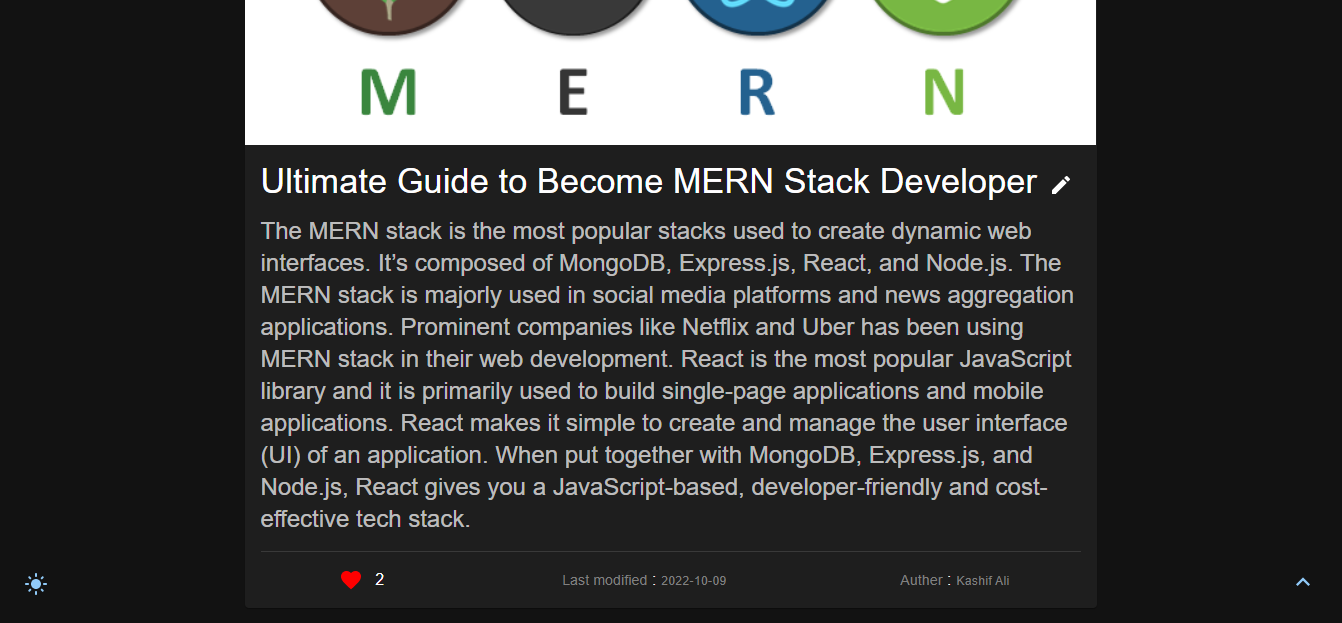 M E R N
Ultimate Guide to Become MERN Stack Developer
The MERN stack is the most popular stacks used to create dynamic web
interfaces. It’s composed of MongoDB, Express.js, React, and Node.js. The
MERN stack is majorly used in social media platforms and news aggregation
applications. Prominent companies like Netflix and Uber has been using
MERN stack in their web development. React is the most popular JavaScript
library and it is primarily used to build single-page applications and mobile
applications. React makes it simple to create and manage the user interface
(UI) of an application. When put together with MongoDB, Express.js, and
Node.js, React gives you a JavaScript-based, developer-friendly and cost-
effective tech stack.
2 Last modified : 2022-10-09 Auther : Kashif Ali